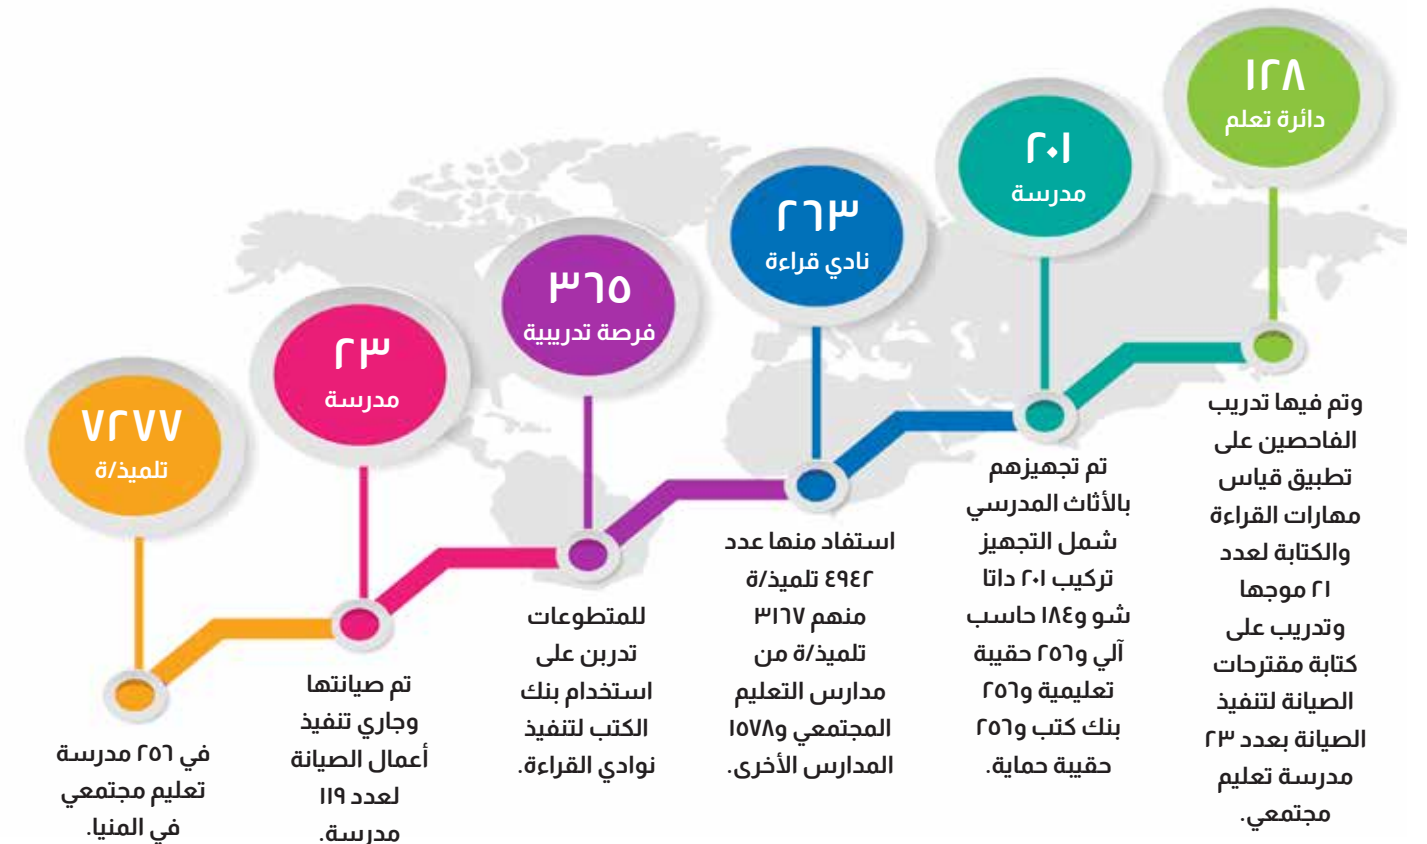 ١٢٨
دائرة تعلم
وتم فيها تدريب
الفاحصين على
تطبيق قياس
مهارات القراءة
والكتابة لعدد
٢١ موجها
وتدريب على
كتابة مقترحات
الصيانة لتنفيذ
الصيانة بعدد ٢٣
مدرسة تعليم
مجتمعي.
٢٠١
مدرسة
تم تجهيزهم
بالأثاث المدرسي
شمل التجهيز
تركيب ٢٠١ داتا
شو و١٨٤ حاسب
آلي و٢٥٦ حقيبة
تعليمية و٢٥٦
بنك كتب و٢٥٦
حقيبة حماية.
٢٦٣
نادي قراءة
استفاد منها عدد
٤٩٤٢ تلميذ/ة
منهم ٣١٦٧
تلميذ/ة من
مدارس التعليم
المجتمعي و١٥٧٨
المدارس الأخرى.
٣٦٥
فرصة تدريبية
للمتطوعات
تدربن على
استخدام بنك
الكتب لتنفيذ
نوادي القراءة.
٢٣
مدرسة
تم صيانتها
وجاري تنفيذ
أعمال الصيانة
لعدد ١١٩
مدرسة.
٧٢٧٧
تلميذ/ة
في ٢٥٦ مدرسة
تعليم مجتمعي
في المنيا.